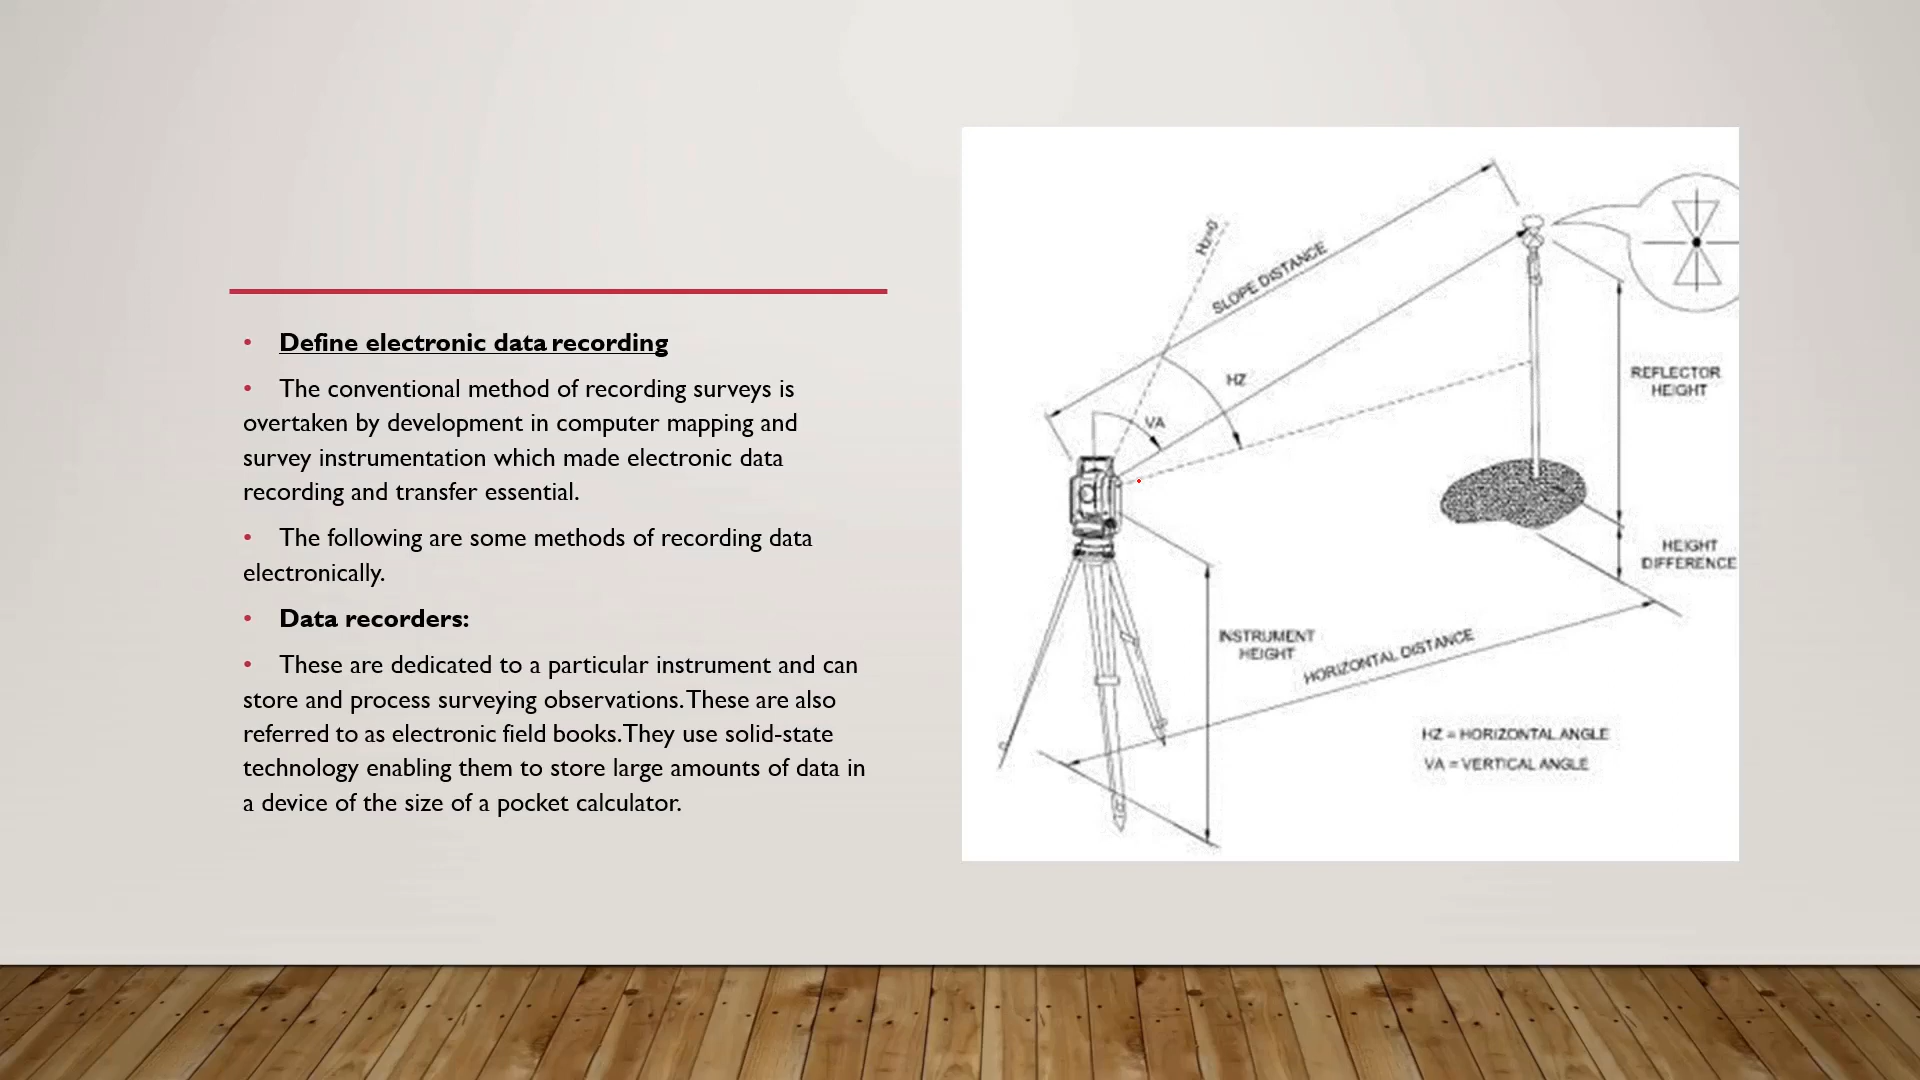 Define electronic data recording
The conventional method of recording surveys is
overtaken by development in computer mapping and
survey instrumentation which made electronic data
recording and transfer essential.
The following are some methods of recording data
electronically.
Data recorders:
These are dedicated to a particular instrument and can
store and process surveying observations. These are also
referred to as electronic field books. They use solid-state
technology enabling them to store large amounts of data in
a device of the size of a pocket calculator.
Hz=0
SLOPE DISTANCE
HZ
VA
REFLECTOR
HEIGHT
HEIGHT
DIFFERENCE
INSTRUMENT
HEIGHT
HORIZONTAL DISTANCE
HZ = HORIZONTAL ANGLE
VA = VERTICAL ANGLE